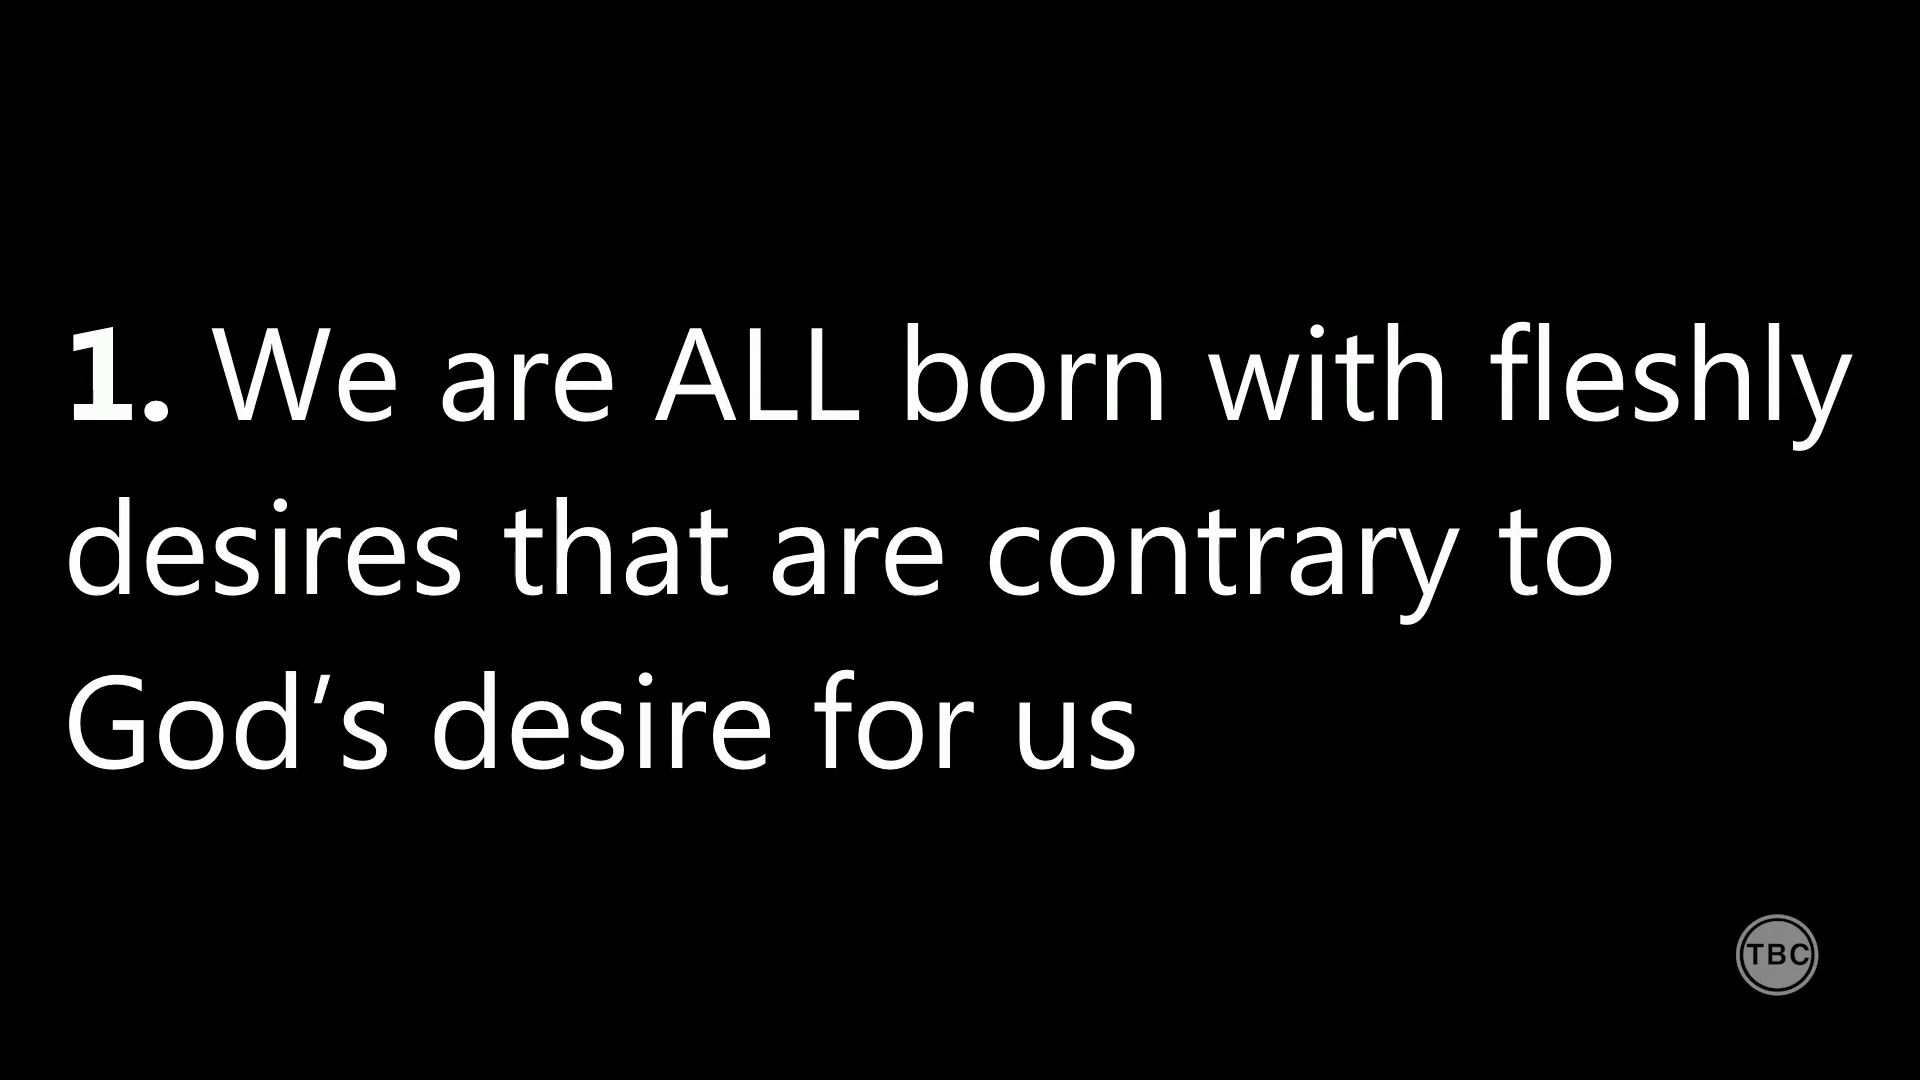 1. We are ALL born with fleshly
desires that are contrary to
God’s desire for us
TBC